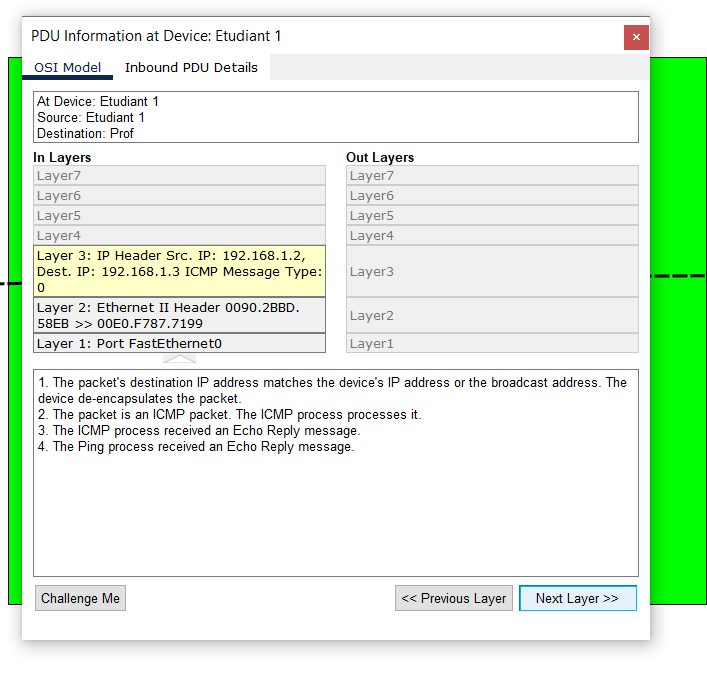 PDU Information at Device: Etudiant 1
×
OSI Model
Inbound PDU Details
At Device: Etudiant 1
Source: Etudiant 1
Destination: Prof
In Layers
Layer7
Layer6
Layer5
Layer4
Layer 3: IP Header Src. IP: 192.168.1.2,
Dest. IP: 192.168.1.3 ICMP Message Type:
0
Layer 2: Ethernet II Header 0090.2BBD.
58EB >> 00E0.F787.7199
Layer 1: Port FastEthernet0
Out Layers
Layer7
Layer6
Layer5
Layer4
Layer3
Layer2
Layer1
1. The packet's destination IP address matches the device's IP address or the broadcast address. The
device de-encapsulates the packet.
2. The packet is an ICMP packet. The ICMP process processes it.
3. The ICMP process received an Echo Reply message.
4. The Ping process received an Echo Reply message.
Challenge Me
<< Previous Layer
Next Layer >>